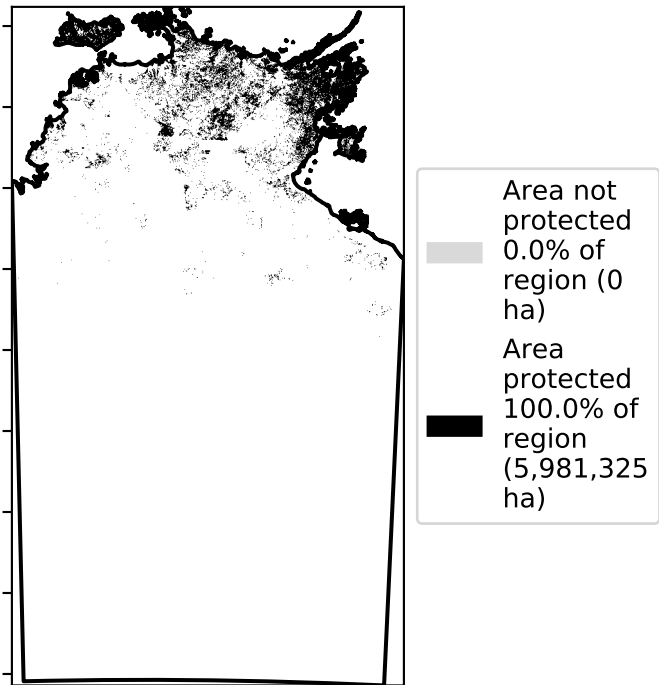 Area not
protected
0.0% of
region (0
ha)
Area
protected
100.0% of
region
(5,981,325
ha)